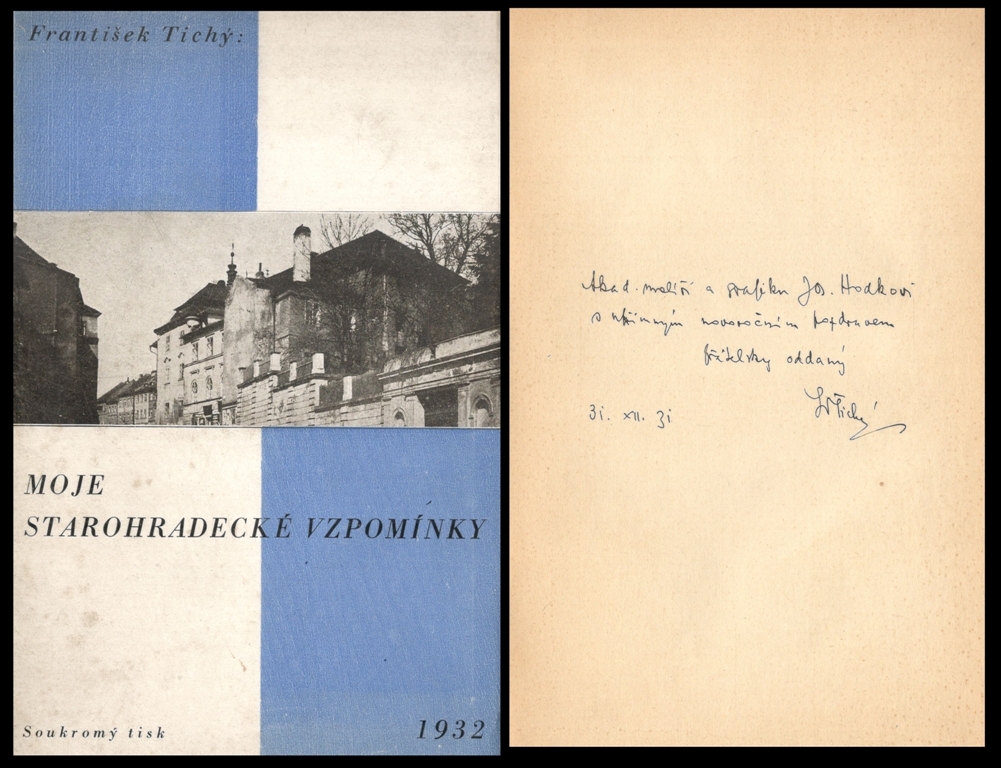 František Tichý:
MOJE
STAROHRADECKÉ VZPOMÍNKY
Soukromý tisk
1932
Akad. malíři a grafiku Jos. Hodkovi
s upřímným novoročním pozdravem
přátelsky oddaný
FrTichý
31. XII. 31